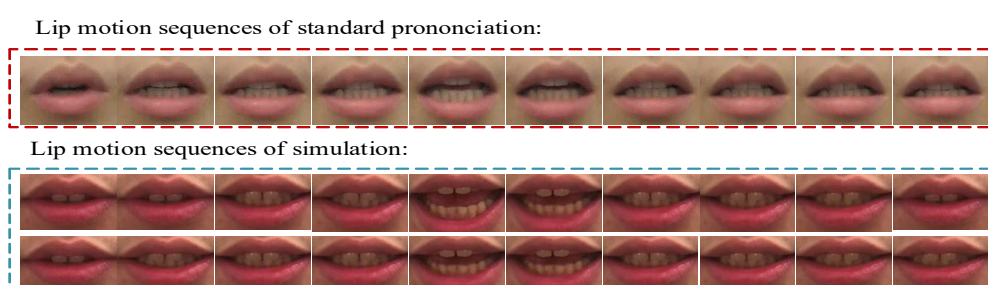 Lip motion sequences of standard prononciation:
Lip motion sequences of simulation: